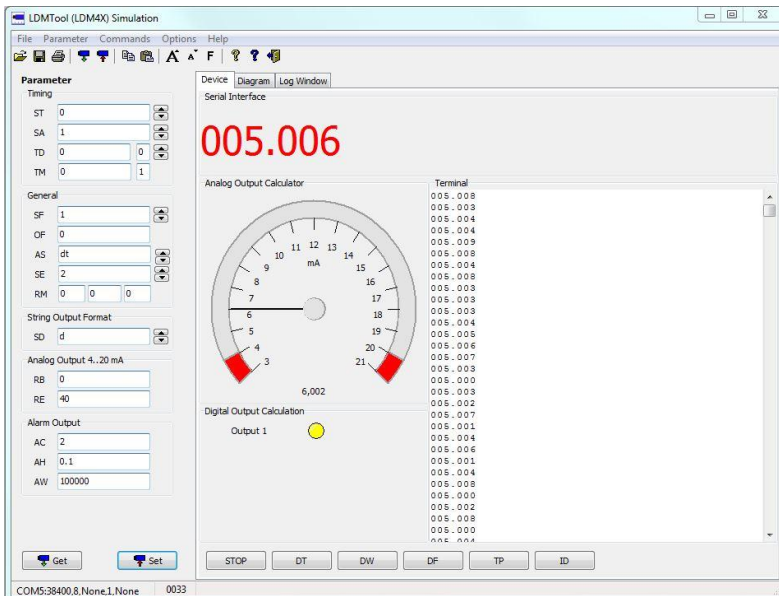 LDMTool (LDM4X) Simulation
File Parameter Commands Options Help
A A F ? ?
Parameter
Timing
ST 0
SA 1
TD 0 0
TM 0 1
General
SF 1
OF 0
AS dt
SE 2
RM 0 0 0
String Output Format
SD d
Analog Output 4..20 mA
RB 0
RE 40
Alarm Output
AC 2
AH 0.1
AW 100000
Get Set
Device Diagram Log Window
Serial Interface
005.006
Analog Output Calculator
3 4 5 6 7 8 9 10 11 12 13 14 15 16 17 18 19 20 21
mA
6,002
Digital Output Calculation
Output 1
Terminal
005.008
005.003
005.004
005.004
005.009
005.008
005.004
005.008
005.003
005.003
005.003
005.004
005.005
005.006
005.007
005.003
005.000
005.003
005.002
005.007
005.001
005.004
005.006
005.001
005.004
005.008
005.000
005.002
005.008
005.000
005.004
STOP DT DW DF TP ID
COM5:38400,8,None,1,None 0033